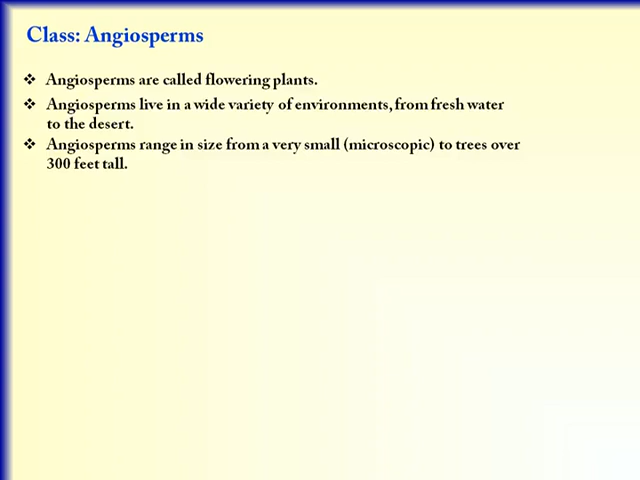 Class: Angiosperms
❖ Angiosperms are called flowering plants.
❖ Angiosperms live in a wide variety of environments, from fresh water
to the desert.
❖ Angiosperms range in size from a very small (microscopic) to trees over
300 feet tall.